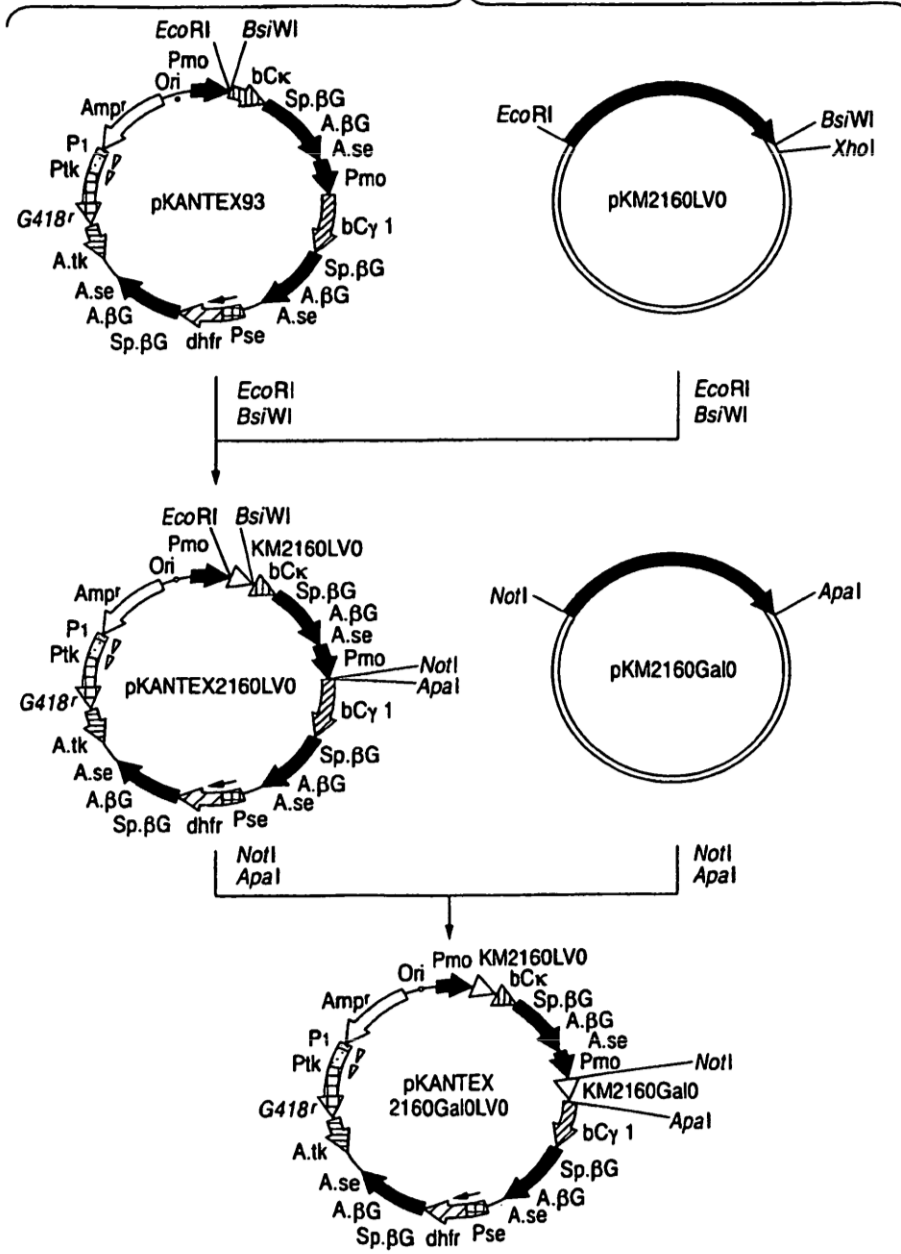 EcoRI BsiWI
Pmo
bCκ
Ori
Sp.βG
Ampʳ
A.βG
P1
A.se
Ptk
Pmo
pKANTEX93
G418ʳ
bCγ 1
A.tk
Sp.βG
A.se
A.βG
A.βG
A.se
Sp.βG dhfr Pse
EcoRI
BsiWI
XhoI
pKM2160LV0
EcoRI
BsiWI
EcoRI
BsiWI
EcoRI BsiWI
Pmo
KM2160LV0
Ori
bCκ
Sp.βG
Ampʳ
A.βG
P1
A.se
Ptk
Pmo
NotI
ApaI
pKANTEX2160LV0
G418ʳ
bCγ 1
A.tk
Sp.βG
A.se
A.βG
A.βG
A.se
Sp.βG dhfr Pse
NotI
ApaI
pKM2160Gal0
NotI
ApaI
NotI
ApaI
Pmo KM2160LV0
Ori
bCκ
Sp.βG
Ampʳ
A.βG
P1
A.se
Ptk
Pmo
NotI
pKANTEX
2160Gal0LV0
KM2160Gal0
G418ʳ
ApaI
bCγ 1
A.tk
Sp.βG
A.se
A.βG
A.βG
A.se
Sp.βG dhfr Pse